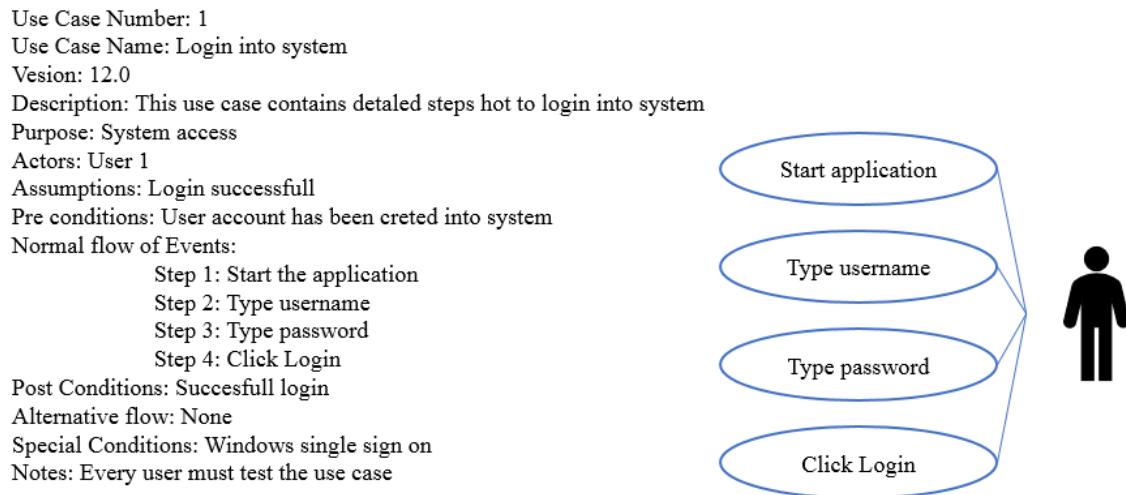 Use Case Number: 1
Use Case Name: Login into system
Vesion: 12.0
Description: This use case contains detaled steps hot to login into system
Purpose: System access
Actors: User 1
Assumptions: Login successfull
Pre conditions: User account has been creted into system
Normal flow of Events:
Step 1: Start the application
Step 2: Type username
Step 3: Type password
Step 4: Click Login
Post Conditions: Succesfull login
Alternative flow: None
Special Conditions: Windows single sign on
Notes: Every user must test the use case
Start application
Type username
Type password
Click Login